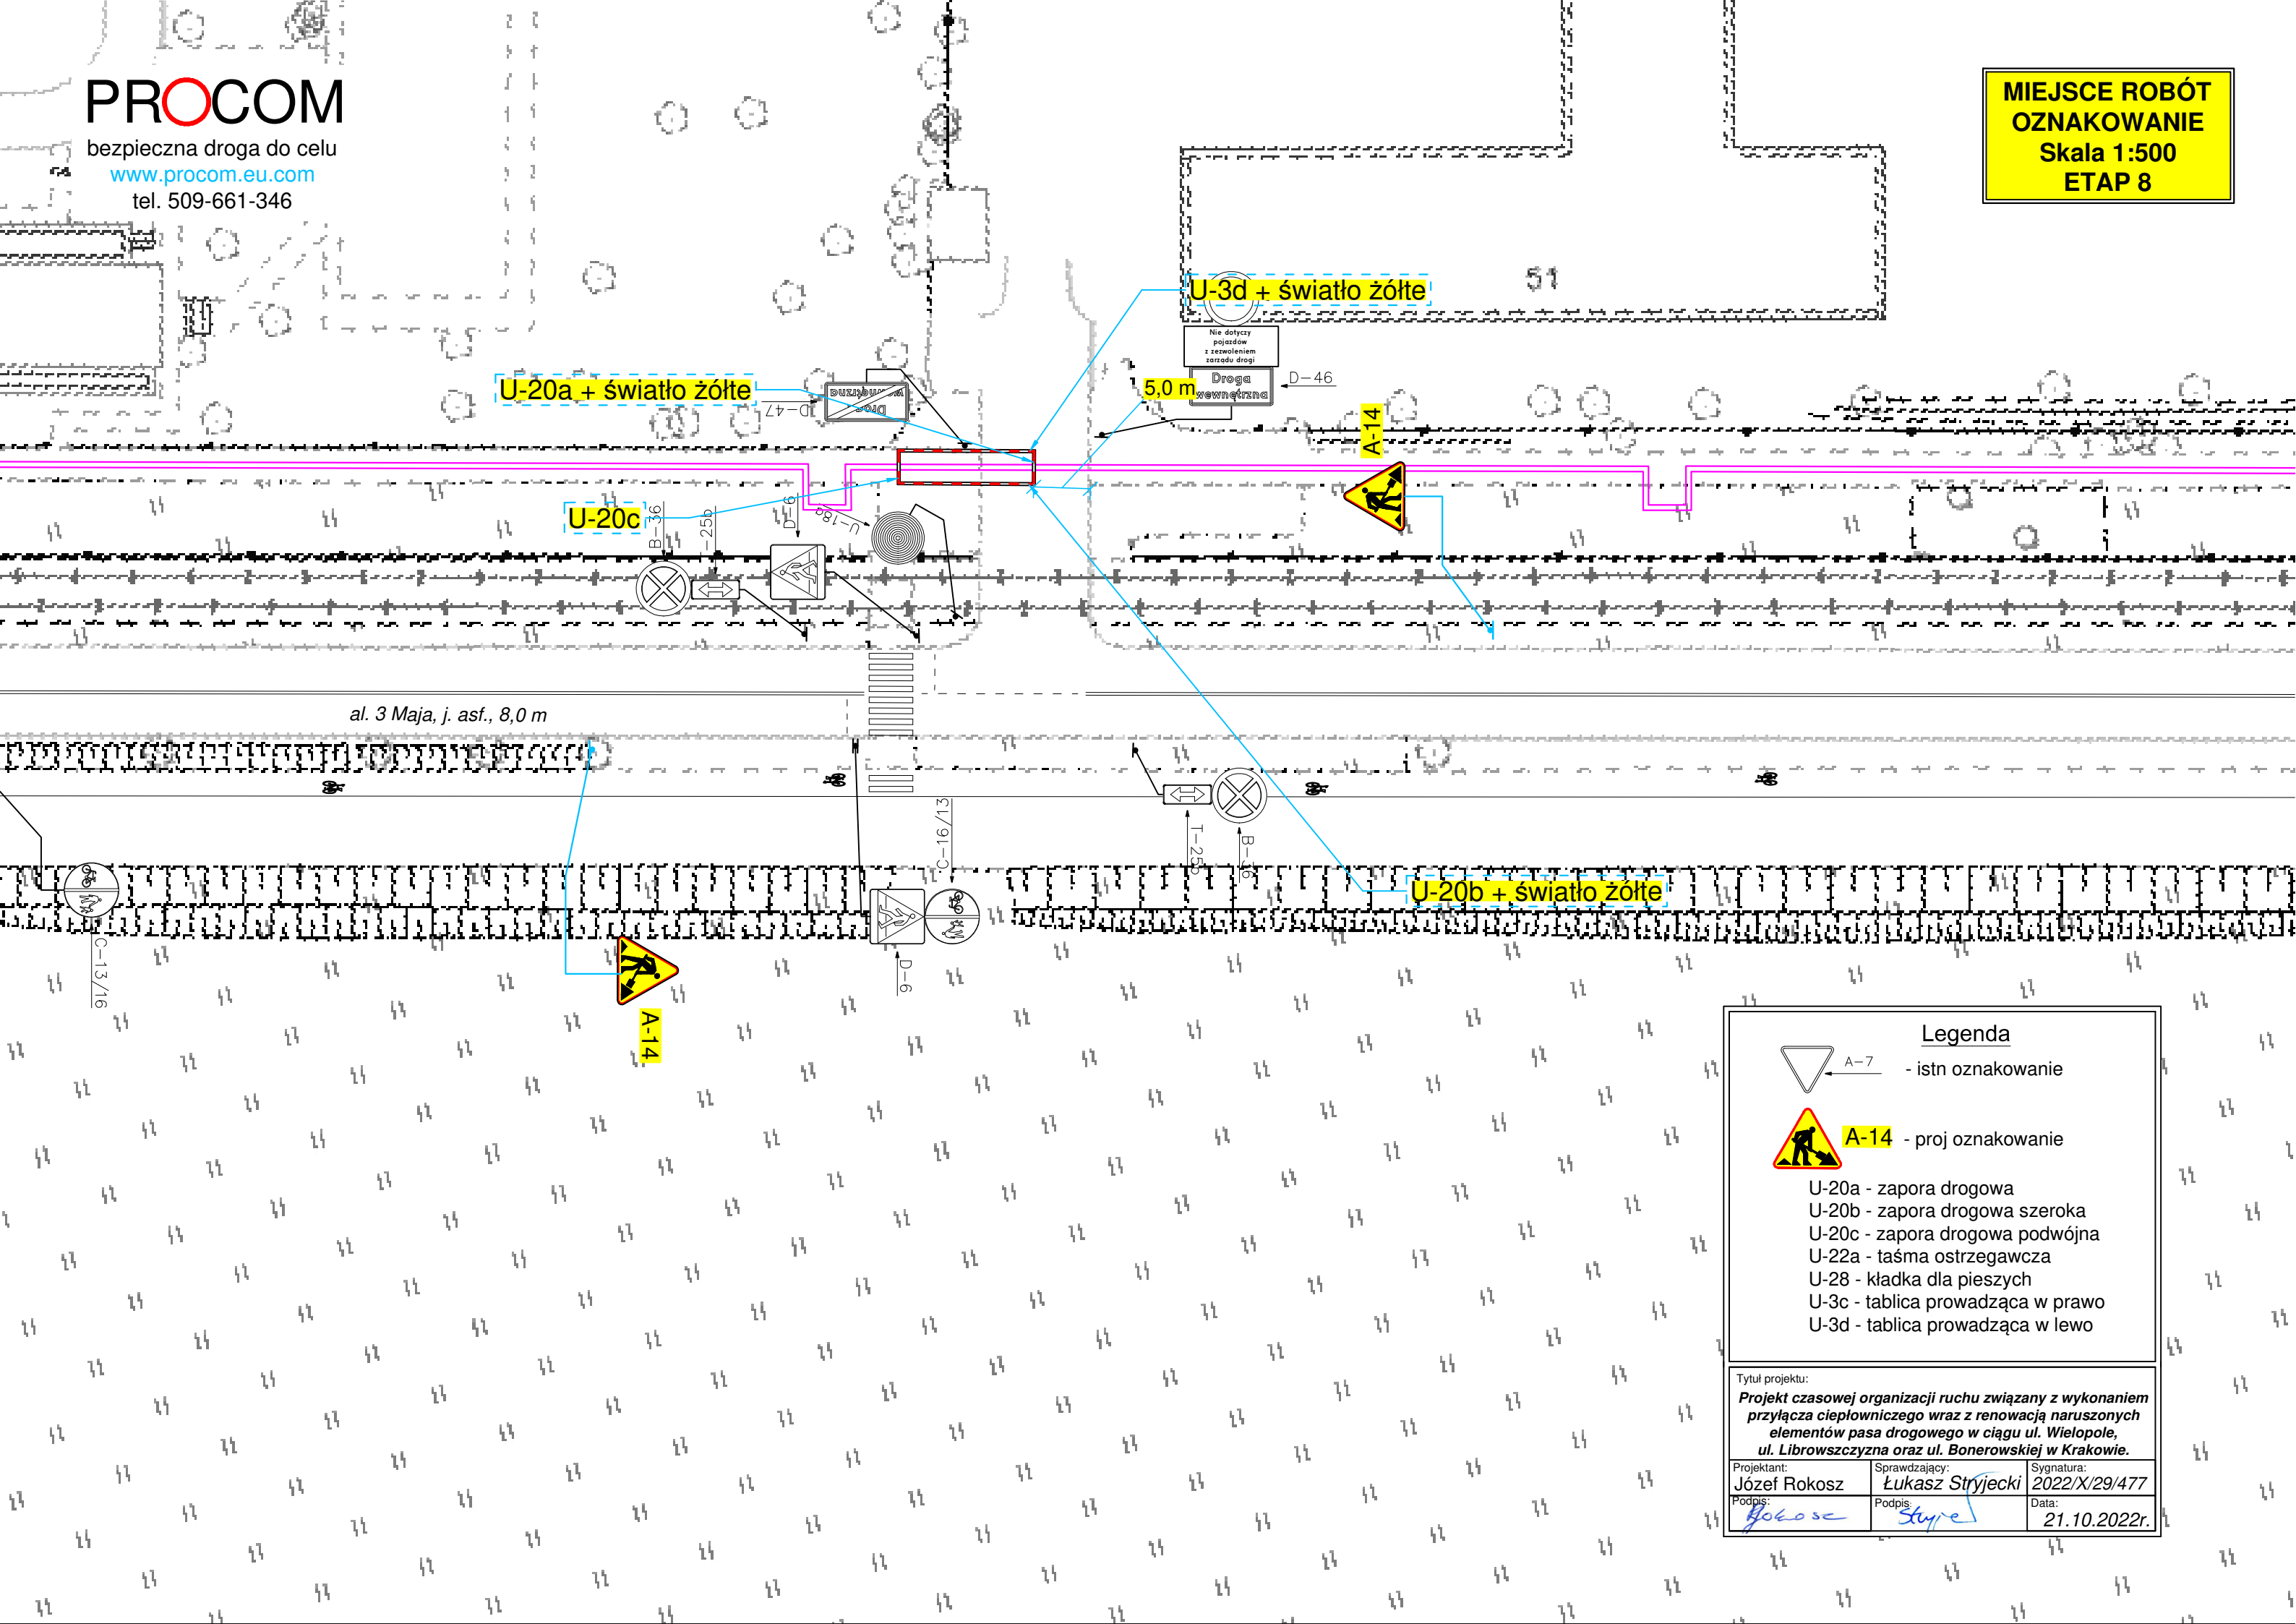 PROCOM
bezpieczna droga do celu
www.procom.eu.com
tel. 509-661-346
MIEJSCE ROBÓT
OZNAKOWANIE
Skala 1:500
ETAP 8
U-3d + światło żółte
51
Nie dotyczy
pojazdów
z zezwoleniem
zarządu drogi
Droga
wewnętrzna
D-46
5,0 m
U-20a + światło żółte
D-47
A-14
U-20c
B-36
D-6
U-18a
al. 3 Maja, j. asf., 8,0 m
C-16/13
T-25b
B-36
U-20b + światło żółte
C-13/16
D-6
A-14
Legenda
A-7
- istn oznakowanie
A-14 - proj oznakowanie
U-20a - zapora drogowa
U-20b - zapora drogowa szeroka
U-20c - zapora drogowa podwójna
U-22a - taśma ostrzegawcza
U-28 - kładka dla pieszych
U-3c - tablica prowadząca w prawo
U-3d - tablica prowadząca w lewo
Tytuł projektu:
Projekt czasowej organizacji ruchu związany z wykonaniem
przyłącza ciepłowniczego wraz z renowacją naruszonych
elementów pasa drogowego w ciągu ul. Wielopole,
ul. Librowszczyzna oraz ul. Bonerowskiej w Krakowie.
Projektant:
Józef Rokosz
Sprawdzający:
Łukasz Stryjecki
Sygnatura:
2022/X/29/477
Podpis:
Rokosz
Podpis:
Data:
21.10.2022r.